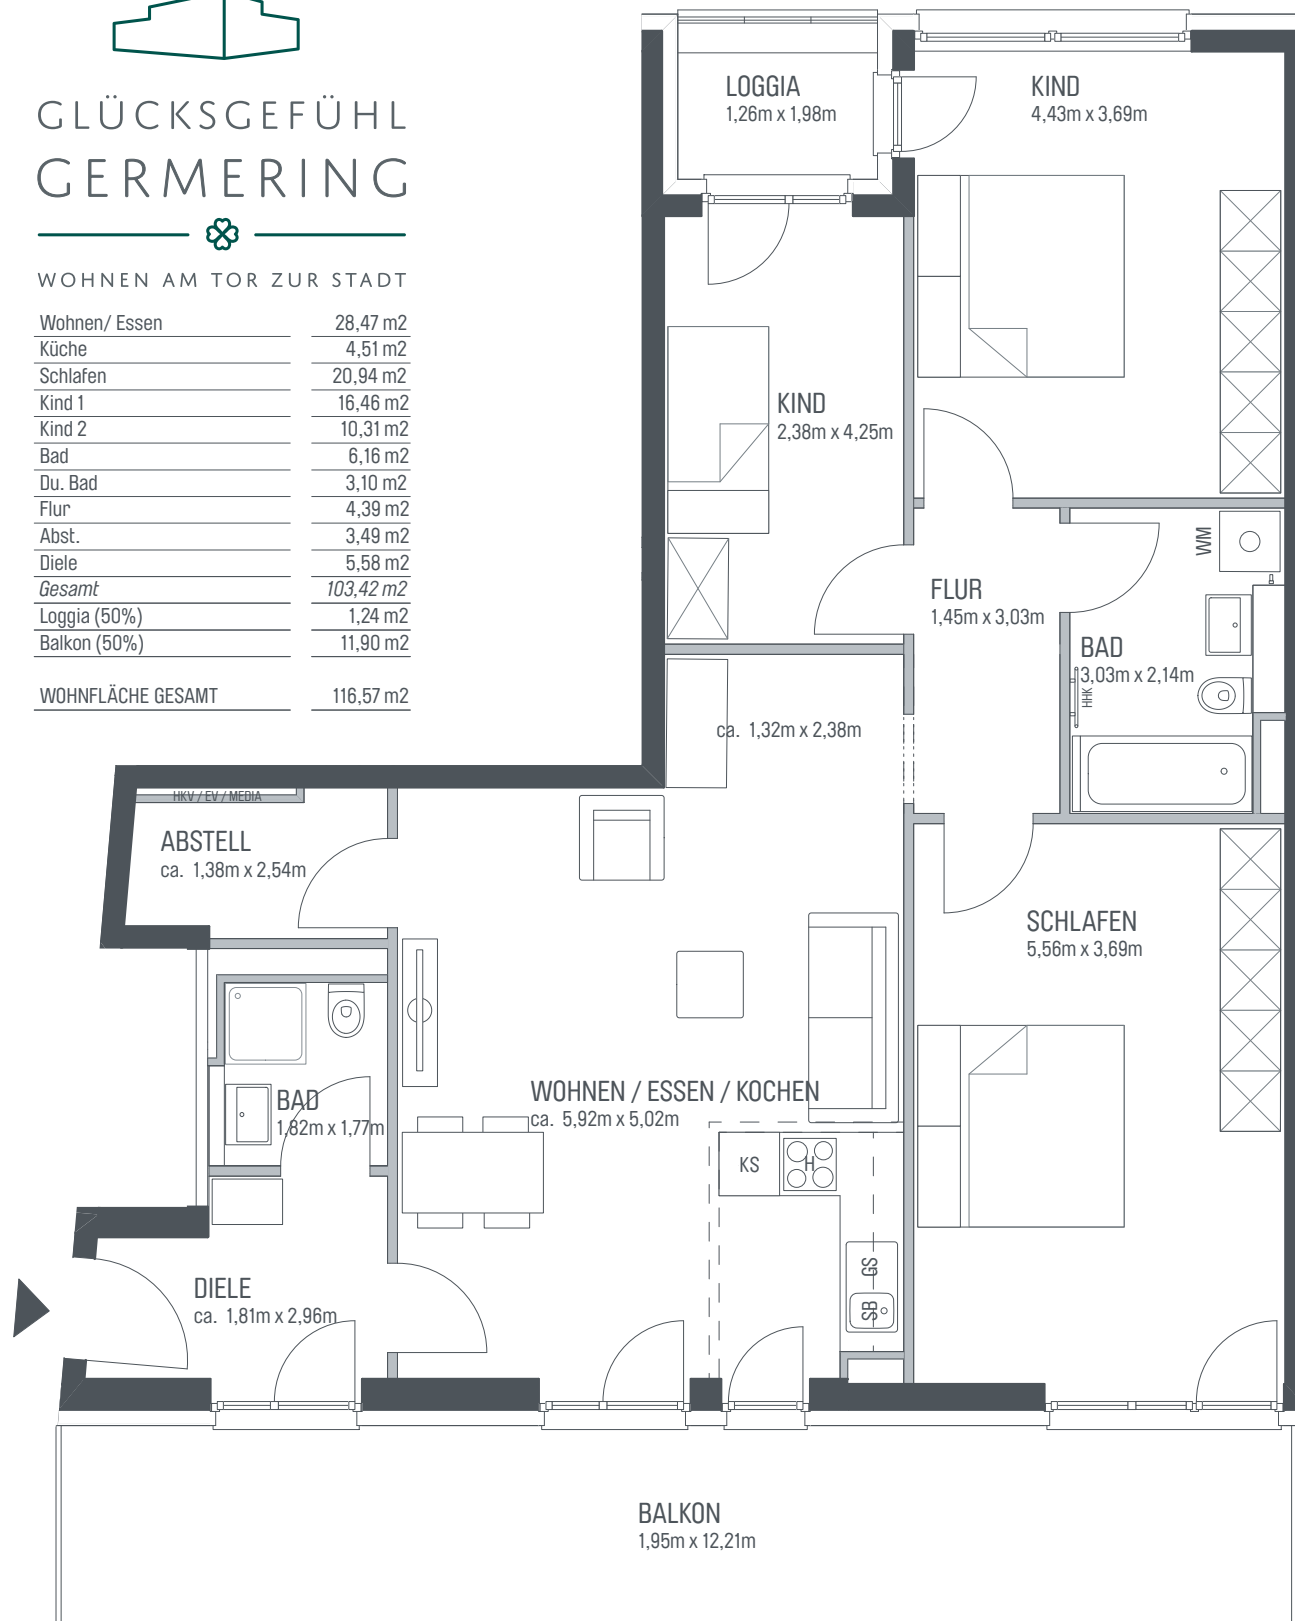 GLÜCKSGEFÜHL
GERMERING
WOHNEN AM TOR ZUR STADT
Wohnen/ Essen 28,47 m2
Küche 4,51 m2
Schlafen 20,94 m2
Kind 1 16,46 m2
Kind 2 10,31 m2
Bad 6,16 m2
Du. Bad 3,10 m2
Flur 4,39 m2
Abst. 3,49 m2
Diele 5,58 m2
Gesamt 103,42 m2
Loggia (50%) 1,24 m2
Balkon (50%) 11,90 m2
WOHNFLÄCHE GESAMT 116,57 m2
LOGGIA
1,26m x 1,98m
KIND
4,43m x 3,69m
KIND
2,38m x 4,25m
WM
FLUR
1,45m x 3,03m
BAD
3,03m x 2,14m
HHK
ca. 1,32m x 2,38m
HKV / EV / MEDIA
ABSTELL
ca. 1,38m x 2,54m
SCHLAFEN
5,56m x 3,69m
WOHNEN / ESSEN / KOCHEN
ca. 5,92m x 5,02m
BAD
1,82m x 1,77m
KS
H
GS
SB
DIELE
ca. 1,81m x 2,96m
BALKON
1,95m x 12,21m